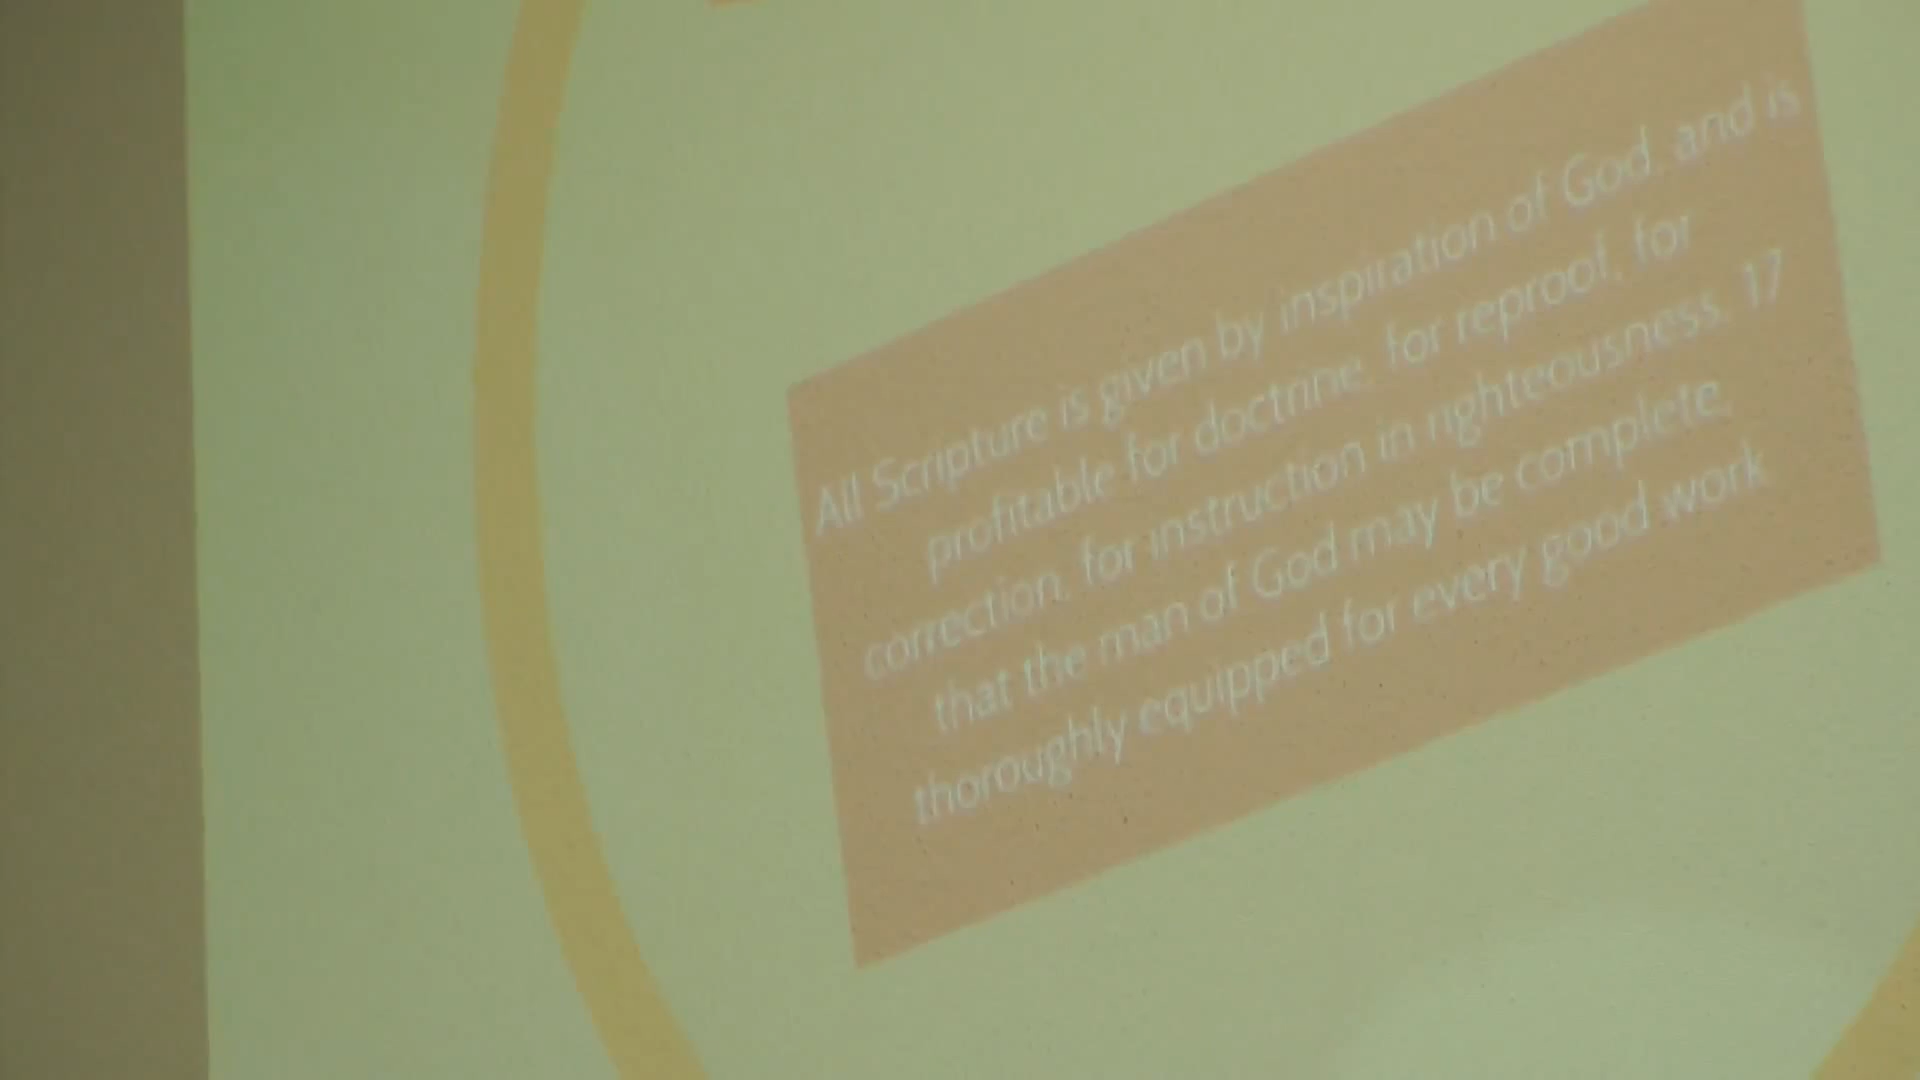 All Scripture is given by inspiration of God, and is
profitable for doctrine, for reproof, for
correction, for instruction in righteousness, 17
that the man of God may be complete,
thoroughly equipped for every good work